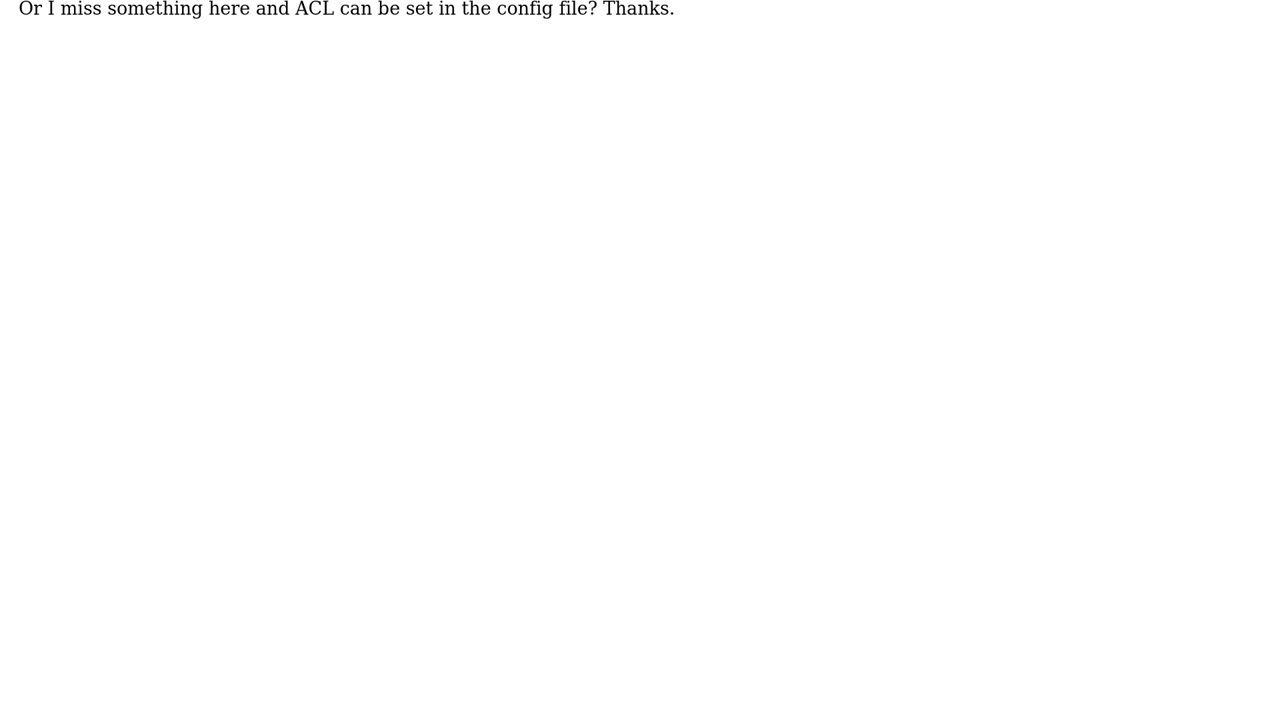 Or I miss something here and ACL can be set in the config file? Thanks.